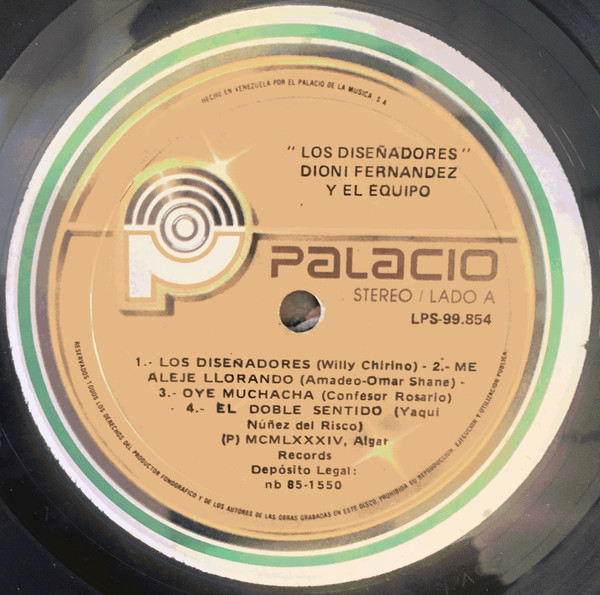 HECHO EN VENEZUELA POR EL PALACIO DE LA MUSICA S A
"LOS DISEÑADORES"
DIONI FERNANDEZ
Y EL EQUIPO
PALACIO
STEREO / LADO A
LPS-99.854
1.- LOS DISEÑADORES (Willy Chirino) - 2.- ME
ALEJE LLORANDO (Amadeo-Omar Shane) -
3.- OYE MUCHACHA (Confesor Rosario)
- 4.- EL DOBLE SENTIDO (Yaqui
Núñez del Risco)
(P) MCMLXXXIV, Algar
Records
Depósito Legal:
nb 85-1550
RESERVADOS TODOS LOS DERECHOS DEL PRODUCTOR FONOGRAFICO Y DE LOS AUTORES DE LAS OBRAS GRABADAS EN ESTE DISCO. PROHIBIDA SU REPRODUCCION, EJECUCION Y UTILIZACION PUBLICA.